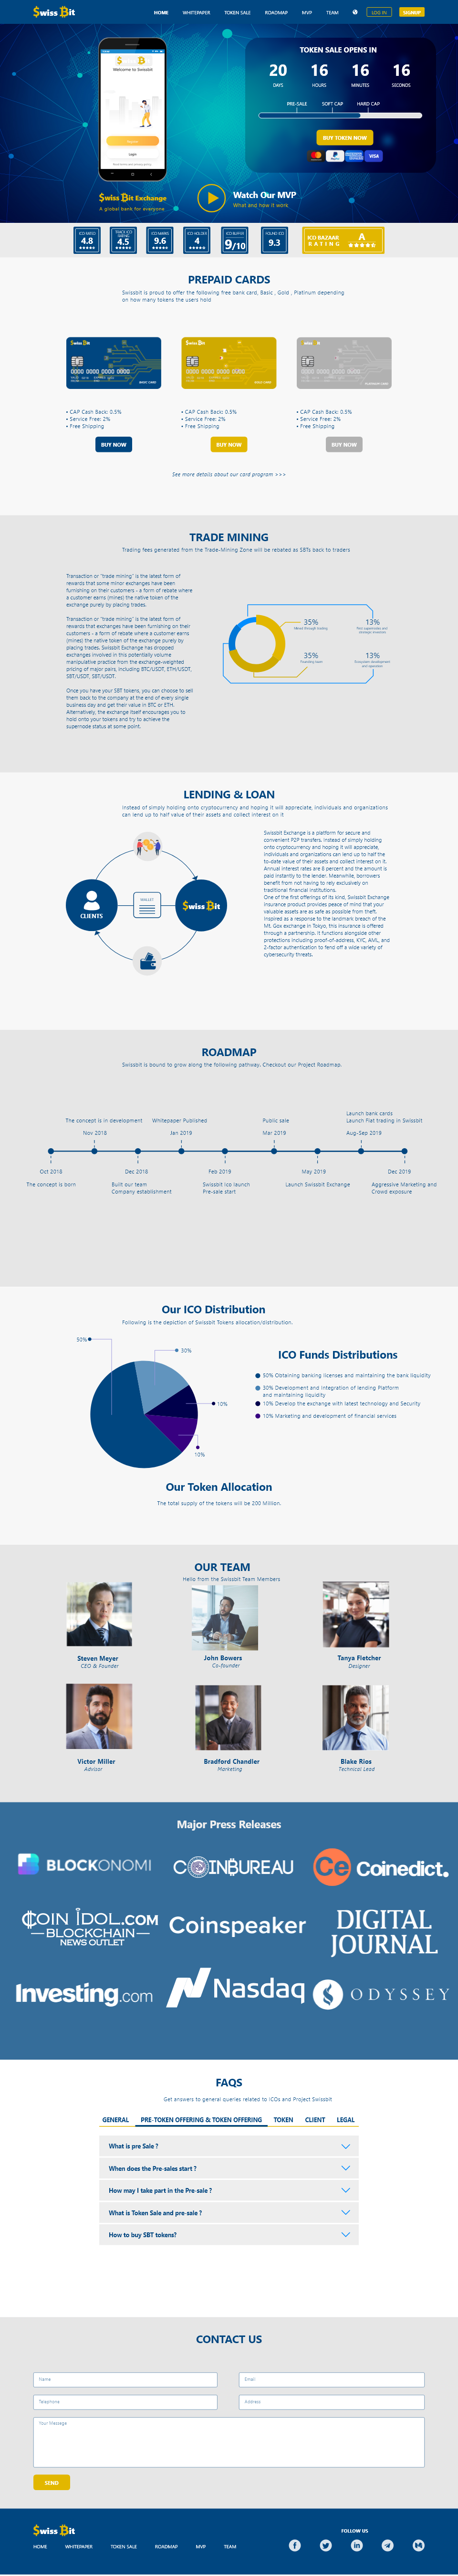 $wiss Bit
HOME WHITEPAPER TOKEN SALE ROADMAP MVP TEAM LOG IN SIGNUP
$wiss Bit
Welcome to Swissbit
Login
TOKEN SALE OPENS IN
20 16 16 16
DAYS HOURS MINUTES SECONDS
PRE-SALE SOFT CAP HARD CAP
BUY TOKEN NOW
PayPal VISA
$wiss Bit Exchange
A global bank for everyone
Watch Our MVP
What and how it work
4.8
4.5
9.6
4
9/10
9.3
ICO BAZAAR
RATING
A
PREPAID CARDS
Swissbit is proud to offer the following free bank card, Basic , Gold , Platinum depending
on how many tokens the users hold
$wiss Bit
0000 0000 0000 0000
$wiss Bit
0000 0000 0000 0000
$wiss Bit
0000 0000 0000 0000
• CAP Cash Back: 0.5%
• Service Free: 2%
• Free Shipping
BUY NOW
• CAP Cash Back: 0.5%
• Service Free: 2%
• Free Shipping
BUY NOW
• CAP Cash Back: 0.5%
• Service Free: 2%
• Free Shipping
BUY NOW
See more details about our card program >>>
TRADE MINING
Trading fees generated from the Trade-Mining Zone will be rebated as SBTs back to traders
Transaction or "trade mining" is the latest form of
rewards that some minor exchanges have been
furnishing on their customers - a form of rebate where
a customer earns (mines) the native token of the
exchange purely by placing trades.
Transaction or "trade mining" is the latest form of
rewards that exchanges have been furnishing on their
customers - a form of rebate where a customer earns
(mines) the native token of the exchange purely by
placing trades. Swissbit Exchange has dropped
exchanges involved in this potentially volume
manipulative practice from the exchange-weighted
pricing of major pairs, including BTC/USDT, ETH/USDT,
SBT/USDT, SBT/USDT.
Once you have your SBT tokens, you can choose to sell
them back to the company at the end of every single
business day and get their value in BTC or ETH.
Alternatively, the exchange itself encourages you to
hold onto your tokens and try to achieve the
supernode status at some point.
35%
Mined through trading
13%
35%
Founding team
13%
Ecosystem development
and operation
LENDING & LOAN
Instead of simply holding onto cryptocurrency and hoping it will appreciate, individuals and organizations
can lend up to half value of their assets and collect interest on it
CLIENTS
WALLET
$wiss Bit
Swissbit Exchange is a platform for secure and
convenient P2P transfers. Instead of simply holding
onto cryptocurrency and hoping it will appreciate,
individuals and organizations can lend up to half the
to-date value of their assets and collect interest on it.
Annual interest rates are 8 percent and the amount is
paid instantly to the lender. Meanwhile, borrowers
benefit from not having to rely exclusively on
traditional financial institutions.
One of the first offerings of its kind, Swissbit Exchange
insurance product provides peace of mind that your
valuable assets are as safe as possible from theft.
Inspired as a response to the landmark breach of the
Mt. Gox exchange in Tokyo, this insurance is offered
through a partnership. It functions alongside other
protections including proof-of-address, KYC, AML, and
2-factor authentication to fend off a wide variety of
cybersecurity threats.
ROADMAP
Swissbit is bound to grow along the following pathway. Checkout our Project Roadmap.
Launch bank cards
The concept is in development Whitepaper Published Public sale Launch Fiat trading in Swissbit
Nov 2018 Jan 2019 Mar 2019 Aug-Sep 2019
Oct 2018 Dec 2018 Feb 2019 May 2019 Dec 2019
The concept is born
Built our team
Company establishment
Swissbit Ico launch
Pre-sale start
Launch Swissbit Exchange
Aggressive Marketing and
Crowd exposure
Our ICO Distribution
Following is the depiction of Swissbit Tokens allocation/distribution.
50%
30%
10%
10%
ICO Funds Distributions
50% Obtaining banking licenses and maintaining the bank liquidity
30% Development and integration of lending Platform
and maintaining liquidity
10% Develop the exchange with latest technology and Security
10% Marketing and development of financial services
Our Token Allocation
The total supply of the tokens will be 200 Million.
OUR TEAM
Hello from the Swissbit Team Members
Steven Meyer
CEO & Founder
John Bowers
Co-founder
Tanya Fletcher
Designer
Victor Miller
Advisor
Bradford Chandler
Marketing
Blake Rios
Technical Lead
Major Press Releases
BLOCKONOMI
COINBUREAU
Ce Coinedict.
COIN IDOL.COM
BLOCKCHAIN
NEWS OUTLET
Coinspeaker
DIGITAL
JOURNAL
Investing.com
Nasdaq
ODYSSEY
FAQS
Get answers to general queries related to ICOs and Project Swissbit
GENERAL PRE-TOKEN OFFERING & TOKEN OFFERING TOKEN CLIENT LEGAL
What is pre Sale ?
When does the Pre-sales start ?
How may I take part in the Pre-sale ?
What is Token Sale and pre-sale ?
How to buy SBT tokens?
CONTACT US
Name
Email
Telephone
Address
Your Message
SEND
$wiss Bit
HOME WHITEPAPER TOKEN SALE ROADMAP MVP TEAM
FOLLOW US